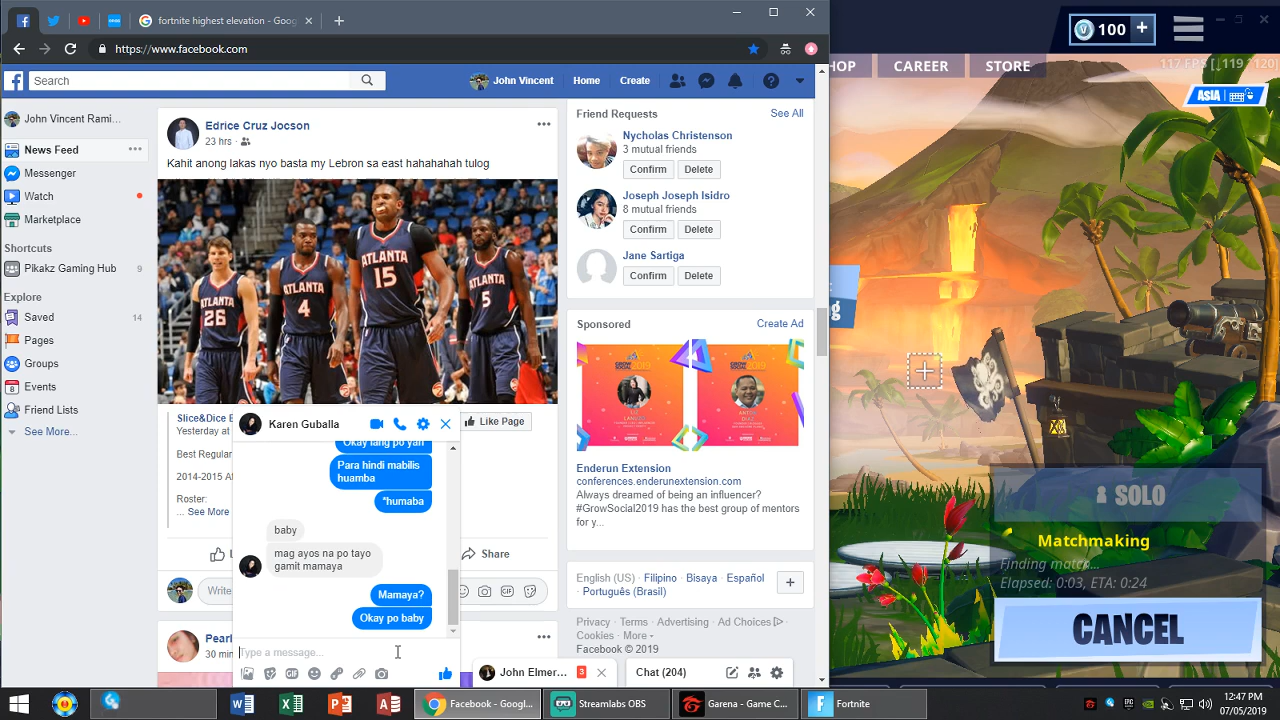 fortnite highest elevation - Goog
https://www.facebook.com
Search
John Vincent
Home
Create
John Vincent Rami...
News Feed
Messenger
Watch
Marketplace
Shortcuts
Plkakz Gaming Hub 9
Explore
Saved 14
Pages
Groups
Events
Friend Lists
See More...
Edrice Cruz Jocson
23 hrs
Kahit anong lakas nyo basta my Lebron sa east hahahahah tulog
ATLANTA 26
ATLANTA 4
ATLANTA 15
ATLANTA 5
Slice&Dice
Yesterday at
Best Regular
2014-2015
Roster:
... See More
Like Page
Share
Write
Pearl
30 min
Karen Guballa
Okay lang po yan
Para hindi mabilis
huamba
*humaba
baby
mag ayos na po tayo
gamit mamaya
Mamaya?
Okay po baby
Type a message...
GIF
GIF
Friend Requests See All
Nycholas Christenson
3 mutual friends
Confirm Delete
Joseph Joseph Isidro
8 mutual friends
Confirm Delete
Jane Sartiga
Confirm Delete
Sponsored Create Ad
Enderun Extension
conferences.enderunextension.com
Always dreamed of being an influencer?
#GrowSocial2019 has the best group of mentors
for y...
English (US) · Filipino · Bisaya · Español
· Português (Brasil)
Privacy · Terms · Advertising · Ad Choices ·
Cookies · More
Facebook © 2019
John Elmer... 3
Chat (204)
100
HOP
CAREER
STORE
117 FPS [↓119 ↑120]
ASIA
SOLO
Matchmaking
Finding match...
Elapsed: 0:03, ETA: 0:24
CANCEL
Facebook - Googl...
Streamlabs OBS
Garena - Game C...
Fortnite
12:47 PM
07/05/2019